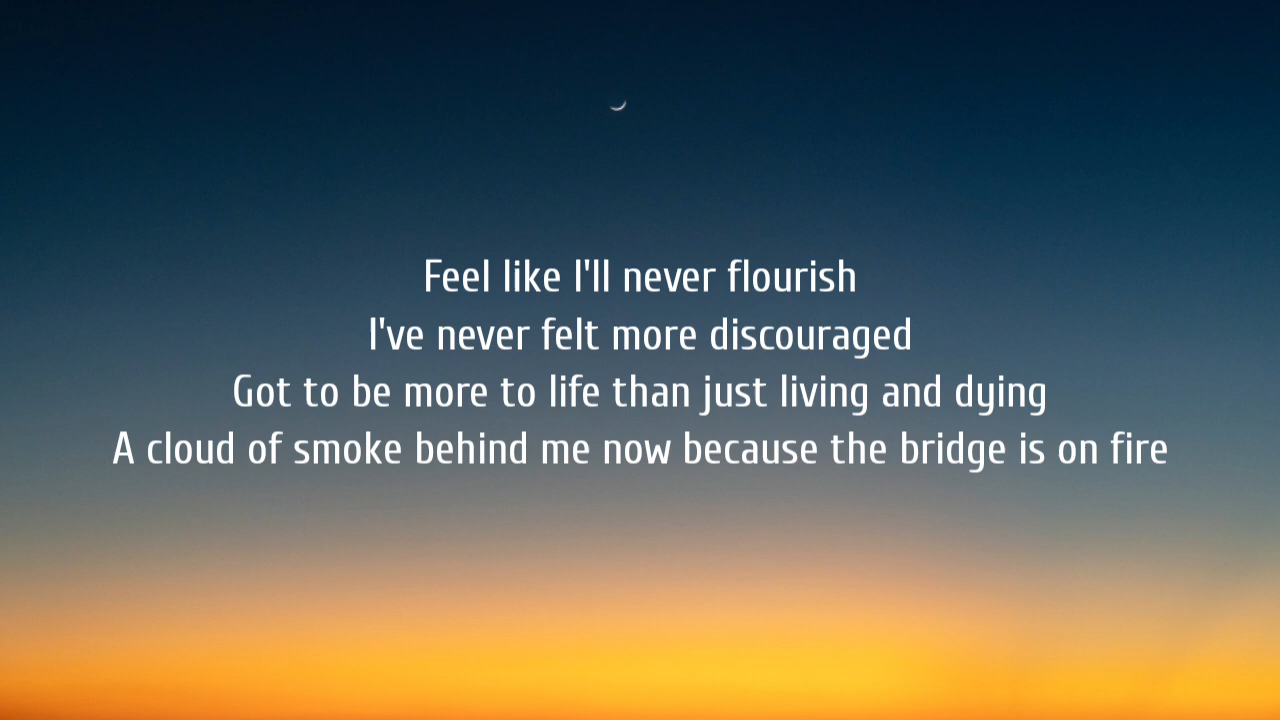 Feel like I'll never flourish
I've never felt more discouraged
Got to be more to life than just living and dying
A cloud of smoke behind me now because the bridge is on fire